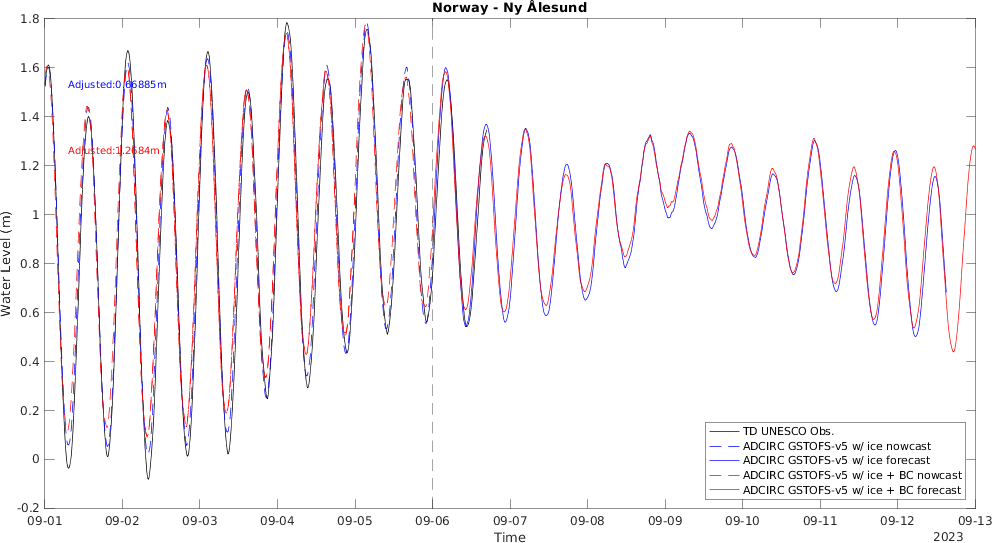 Norway - Ny Ålesund
1.8
1.6
1.4
1.2
1
0.8
0.6
0.4
0.2
0
-0.2
Water Level (m)
Adjusted:0.66885m
Adjusted:1.2684m
TD UNESCO Obs.
ADCIRC GSTOFS-v5 w/ ice nowcast
ADCIRC GSTOFS-v5 w/ ice forecast
ADCIRC GSTOFS-v5 w/ ice + BC nowcast
ADCIRC GSTOFS-v5 w/ ice + BC forecast
09-01 09-02 09-03 09-04 09-05 09-06 09-07 09-08 09-09 09-10 09-11 09-12 09-13
Time
2023